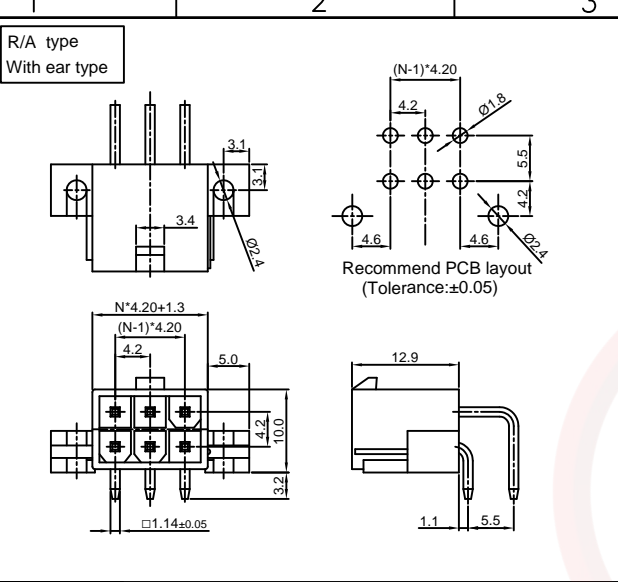 1 2 3
R/A type
With ear type
3.1
3.1
3.4
Ø2.4
(N-1)*4.20
4.2
Ø1.8
5.5
4.2
4.6
4.6
Ø2.4
Recommend PCB layout
(Tolerance:±0.05)
N*4.20+1.3
(N-1)*4.20
4.2
5.0
4.2
10.0
3.2
□1.14±0.05
12.9
1.1
5.5